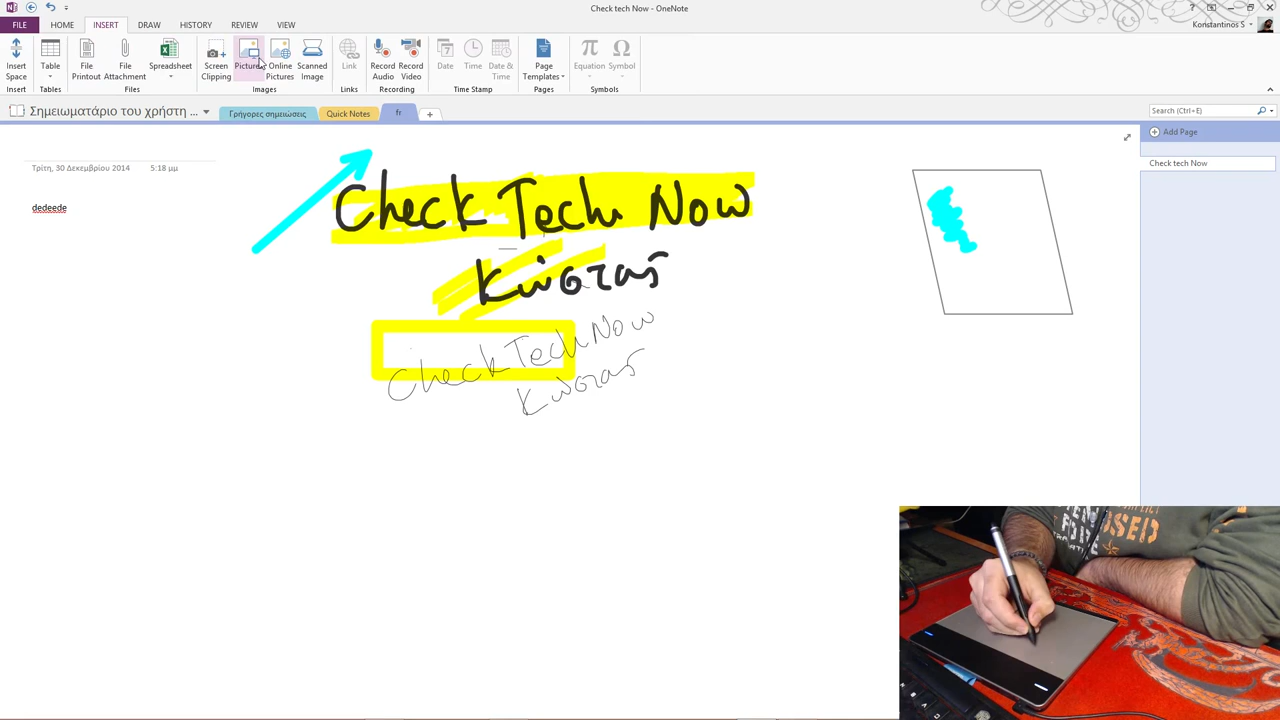 Check tech Now - OneNote
FILE HOME INSERT DRAW HISTORY REVIEW VIEW
Konstantinos S
Insert Space Table File Printout File Attachment Spreadsheet Screen Clipping Pictures Online Pictures Scanned Image Link Record Audio Record Video Date Time Date & Time Page Templates Equation Symbol
Insert Tables Files Images Links Recording Time Stamp Pages Symbols
Σημειωματάριο του χρήστη ... Γρήγορες σημειώσεις Quick Notes fr
Search (Ctrl+E)
Add Page
Check tech Now
Τρίτη, 30 Δεκεμβρίου 2014 5:18 μμ
dedeede
Check Tech Now
Κώστας
Check Tech Now
Κώστας